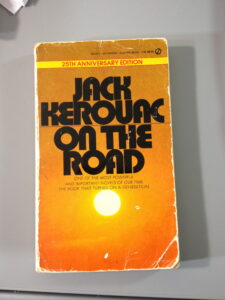 25TH ANNIVERSARY EDITION
JACK
KEROUAC
ON THE
ROAD
ONE OF THE MOST POWERFUL
AND IMPORTANT NOVELS OF OUR TIME
THE BOOK THAT TURNED ON A GENERATION